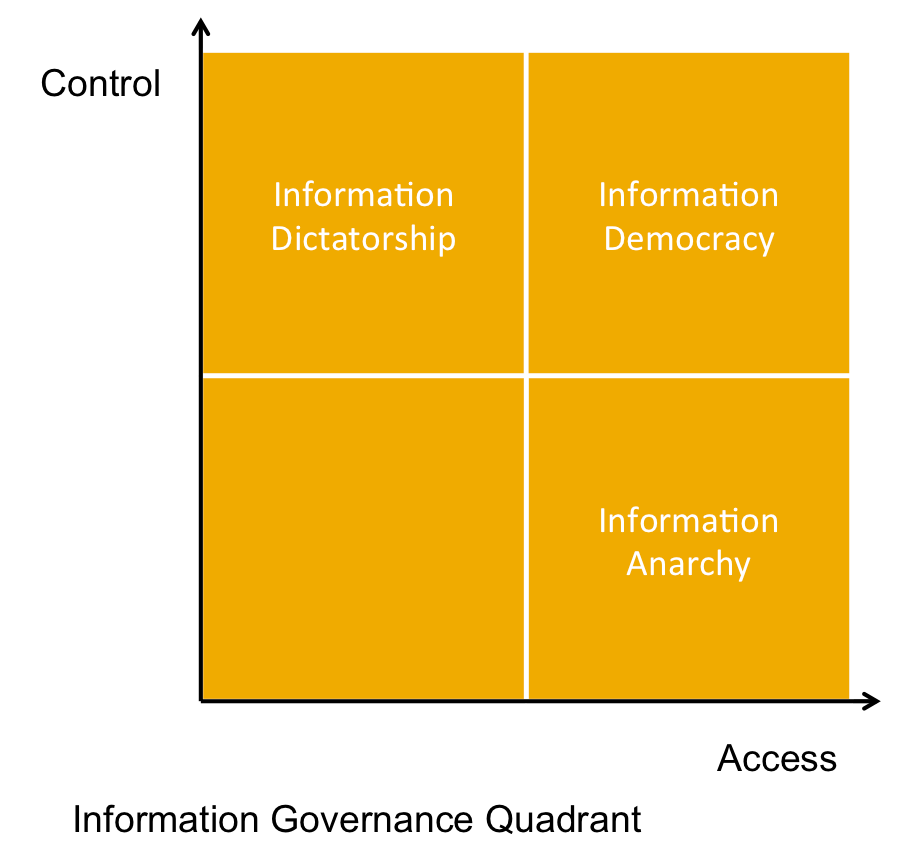 Control
Information
Dictatorship
Information
Democracy
Information
Anarchy
Access
Information Governance Quadrant